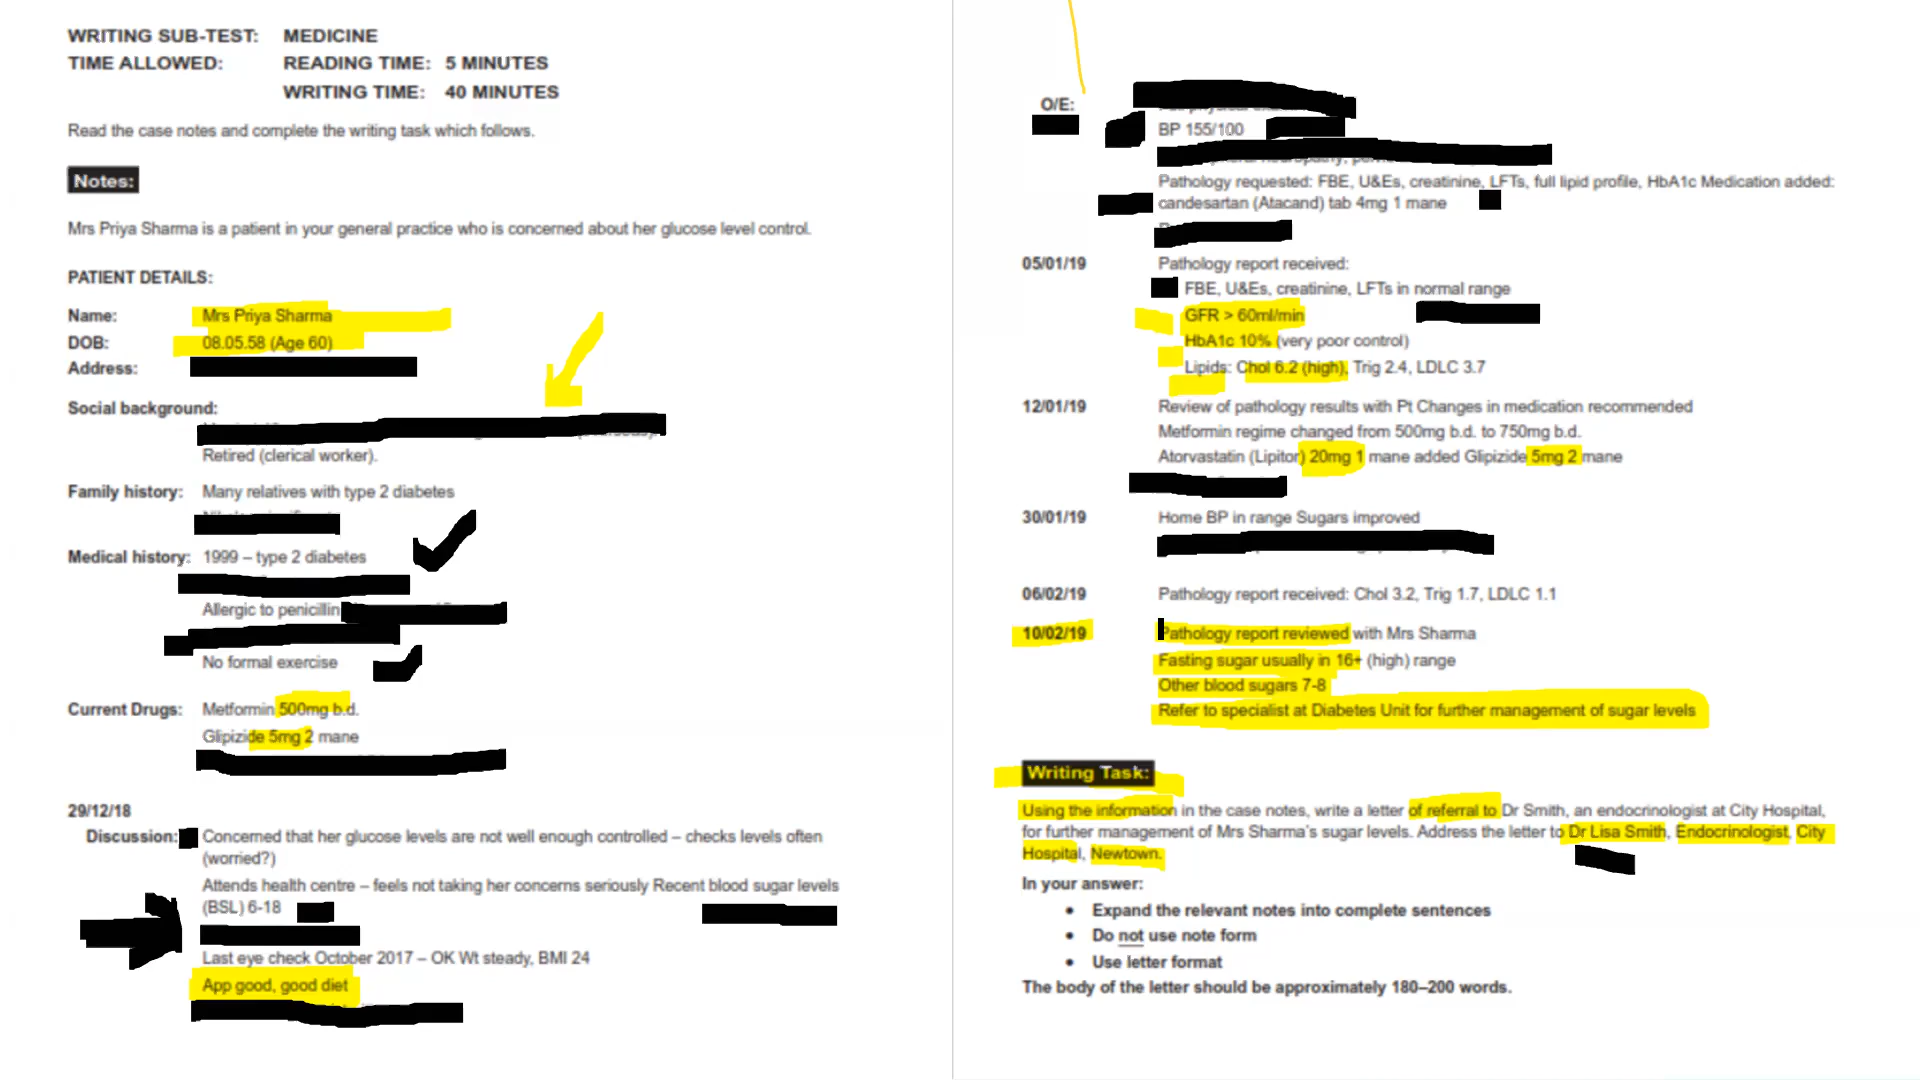 WRITING SUB-TEST: MEDICINE
TIME ALLOWED: READING TIME: 5 MINUTES
WRITING TIME: 40 MINUTES
Read the case notes and complete the writing task which follows.
Notes:
Mrs Priya Sharma is a patient in your general practice who is concerned about her glucose level control.
PATIENT DETAILS:
Name: Mrs Priya Sharma
DOB: 08.05.58 (Age 60)
Address:
Social background:
Retired (clerical worker).
Family history: Many relatives with type 2 diabetes
Medical history: 1999 – type 2 diabetes
Allergic to penicillin
No formal exercise
Current Drugs: Metformin 500mg b.d.
Glipizide 5mg 2 mane
29/12/18
Discussion: Concerned that her glucose levels are not well enough controlled – checks levels often
(worried?)
Attends health centre – feels not taking her concerns seriously Recent blood sugar levels
(BSL) 6-18
Last eye check October 2017 – OK Wt steady, BMI 24
App good, good diet
O/E:
BP 155/100
Pathology requested: FBE, U&Es, creatinine, LFTs, full lipid profile, HbA1c Medication added:
candesartan (Atacand) tab 4mg 1 mane
05/01/19 Pathology report received:
FBE, U&Es, creatinine, LFTs in normal range
GFR > 60ml/min
HbA1c 10% (very poor control)
Lipids: Chol 6.2 (high), Trig 2.4, LDLC 3.7
12/01/19 Review of pathology results with Pt Changes in medication recommended
Metformin regime changed from 500mg b.d. to 750mg b.d.
Atorvastatin (Lipitor) 20mg 1 mane added Glipizide 5mg 2 mane
30/01/19 Home BP in range Sugars improved
06/02/19 Pathology report received: Chol 3.2, Trig 1.7, LDLC 1.1
10/02/19 Pathology report reviewed with Mrs Sharma
Fasting sugar usually in 16+ (high) range
Other blood sugars 7-8
Refer to specialist at Diabetes Unit for further management of sugar levels
Writing Task:
Using the information in the case notes, write a letter of referral to Dr Smith, an endocrinologist at City Hospital,
for further management of Mrs Sharma's sugar levels. Address the letter to Dr Lisa Smith, Endocrinologist, City
Hospital, Newtown.
In your answer:
• Expand the relevant notes into complete sentences
• Do not use note form
• Use letter format
The body of the letter should be approximately 180–200 words.